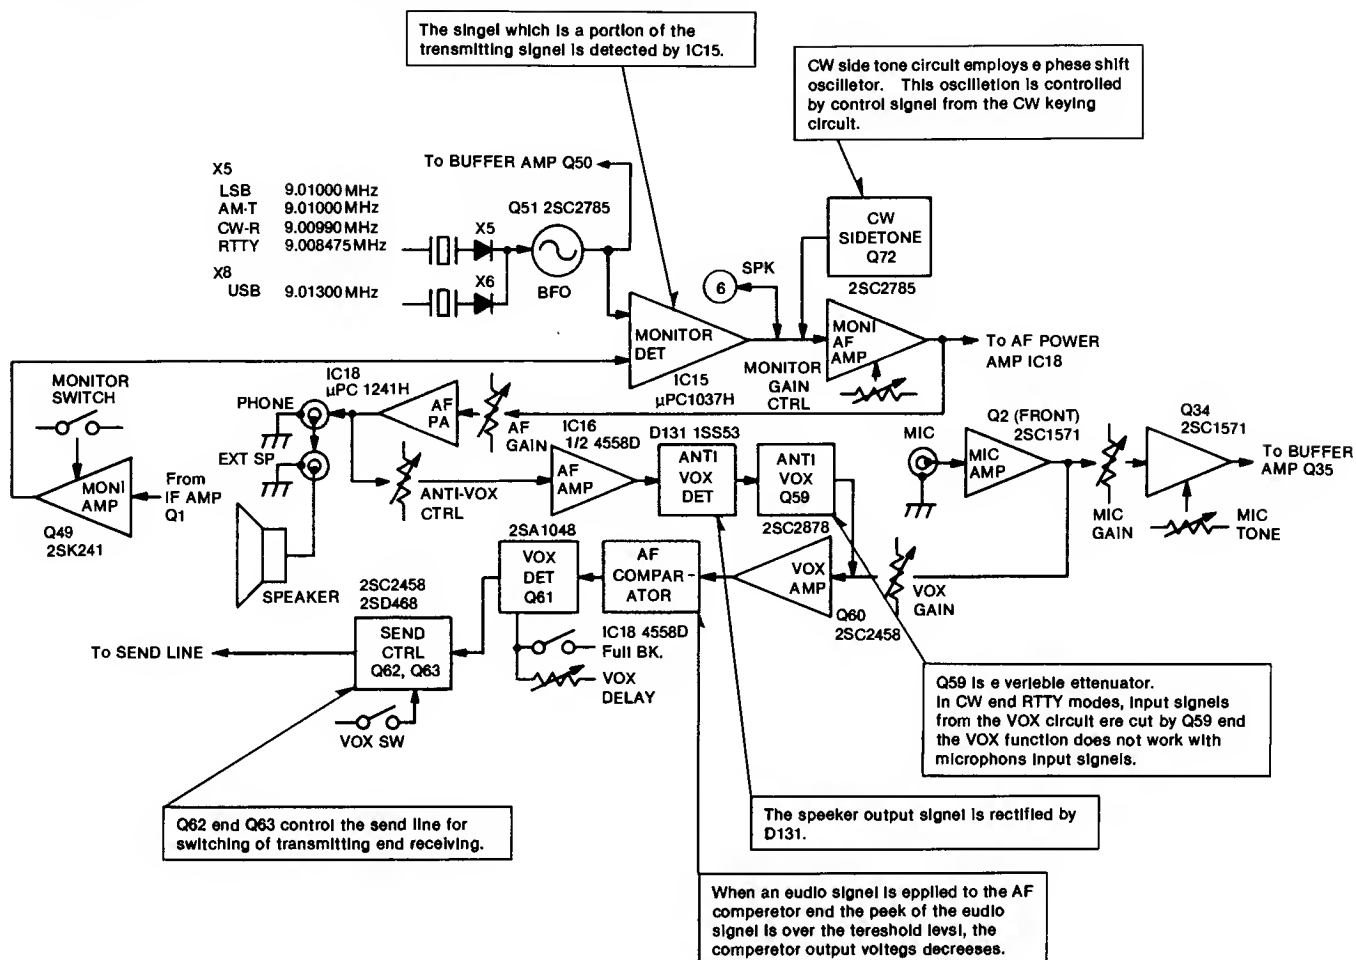 The singel which is a portion of the
trensmitting signel is detected by IC15.
CW side tone circuit employs e phase shift
oscilletor. This oscilletion is controlled
by control signel from the CW keying
circuit.
To BUFFER AMP Q50
X5
LSB 9.01000MHz
AM-T 9.01000MHz
CW-R 9.00990MHz
RTTY 9.008475MHz
X8
USB 9.01300MHz
Q51 2SC2785
X5
X6
BFO
SPK
6
CW
SIDETONE
Q72
2SC2785
MONITOR
DET
IC15
µPC1037H
MONITOR
GAIN
CTRL
MONI
AF
AMP
To AF POWER
AMP IC18
MONITOR
SWITCH
MONI
AMP
From
IF AMP
Q1
Q49
2SK241
PHONE
EXT SP
SPEAKER
IC18
µPC 1241H
AF
PA
AF
GAIN
ANTI-VOX
CTRL
IC16
1/2 4558D
AF
AMP
D131 1SS53
ANTI
VOX
DET
ANTI
VOX
Q59
2SC2878
MIC
Q2 (FRONT)
2SC1571
MIC
AMP
MIC
GAIN
Q34
2SC1571
To BUFFER
AMP Q35
MIC
TONE
2SA1048
VOX
DET
Q61
AF
COMPAR-
ATOR
VOX
AMP
VOX
GAIN
Q60
2SC2458
2SC2458
2SD468
SEND
CTRL
Q62, Q63
To SEND LINE
VOX SW
IC18 4558D
Full BK.
VOX
DELAY
Q59 is e verieble ettenuator.
In CW end RTTY modes, input signels
from the VOX circuit ere cut by Q59 end
the VOX function does not work with
microphons input signels.
The speeker output signel is rectified by
D131.
Q62 end Q63 control the send line for
switching of transmitting end receiving.
When an eudio signel is epplied to the AF
comperetor end the peek of the eudio
signel is over the tereshold levsl, the
comperetor output voltegs decreeses.